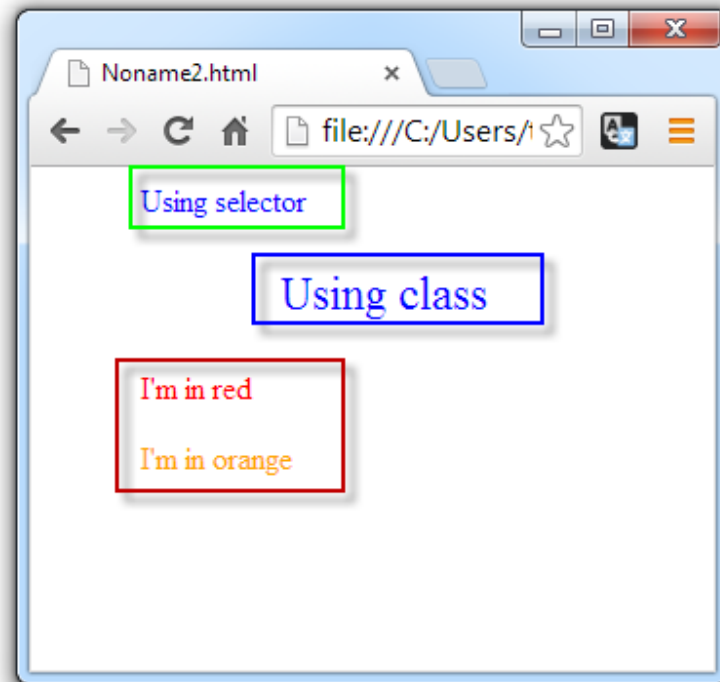 Noname2.html
file:///C:/Users/
Using selector
Using class
I'm in red
I'm in orange